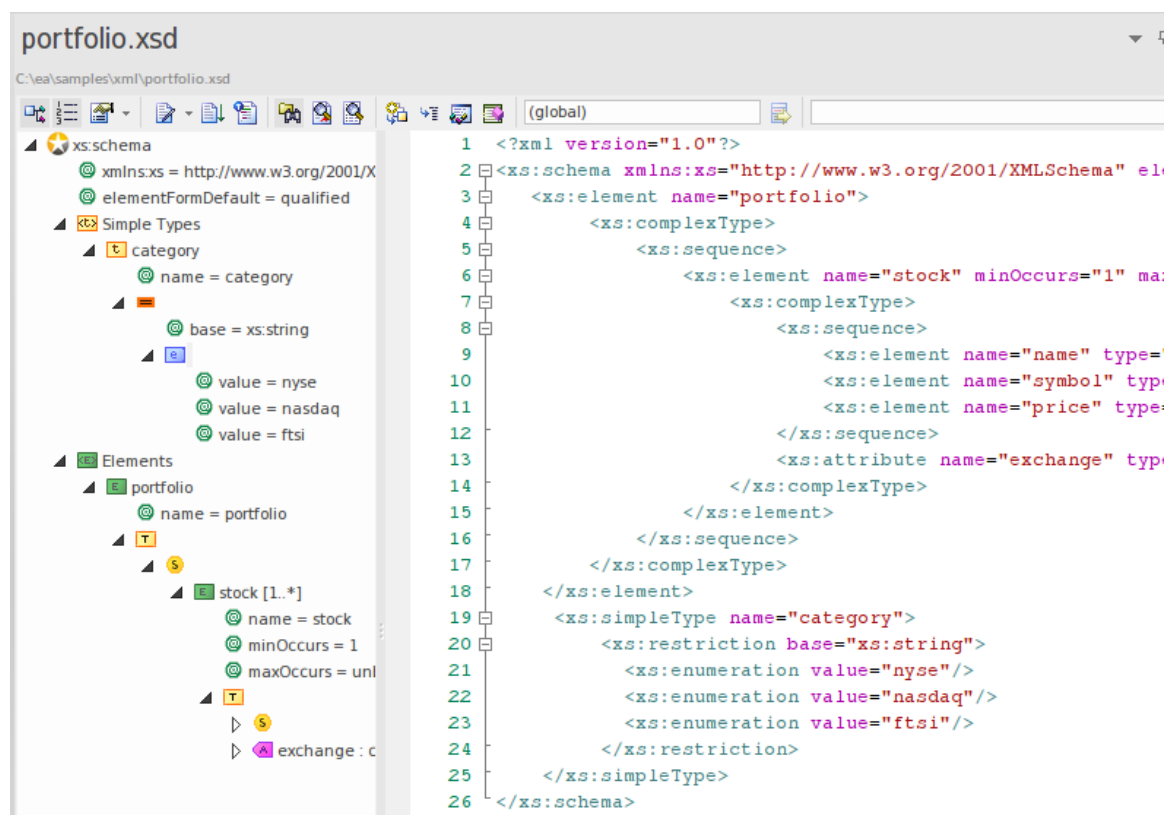 portfolio.xsd
C:\ea\samples\xml\portfolio.xsd
(global)
xs:schema
xmlns:xs = http://www.w3.org/2001/X
elementFormDefault = qualified
<t> Simple Types
t category
name = category
base = xs:string
e
value = nyse
value = nasdaq
value = ftsi
<E> Elements
E portfolio
name = portfolio
T
S
E stock [1..*]
name = stock
minOccurs = 1
maxOccurs = unl
T
S
A exchange : c
1 <?xml version="1.0"?>
2 <xs:schema xmlns:xs="http://www.w3.org/2001/XMLSchema" ele
3 <xs:element name="portfolio">
4 <xs:complexType>
5 <xs:sequence>
6 <xs:element name="stock" minOccurs="1" max
7 <xs:complexType>
8 <xs:sequence>
9 <xs:element name="name" type="
10 <xs:element name="symbol" type
11 <xs:element name="price" type=
12 </xs:sequence>
13 <xs:attribute name="exchange" type
14 </xs:complexType>
15 </xs:element>
16 </xs:sequence>
17 </xs:complexType>
18 </xs:element>
19 <xs:simpleType name="category">
20 <xs:restriction base="xs:string">
21 <xs:enumeration value="nyse"/>
22 <xs:enumeration value="nasdaq"/>
23 <xs:enumeration value="ftsi"/>
24 </xs:restriction>
25 </xs:simpleType>
26 </xs:schema>